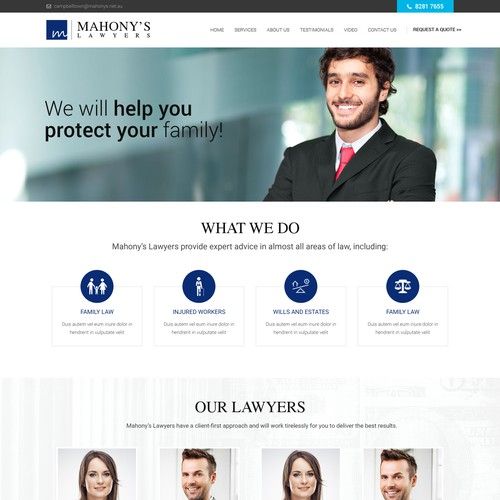 campbelltown@mahonys.net.au
8281 7655
m MAHONY'S
LAWYERS
HOME SERVICES ABOUT US TESTIMONIALS VIDEO CONTACT US REQUEST A QUOTE >>
We will help you
protect your family!
WHAT WE DO
Mahony's Lawyers provide expert advice in almost all areas of law, including:
FAMILY LAW
Duis autem vel eum iriure dolor in
hendrerit in vulputate velit
INJURED WORKERS
Duis autem vel eum iriure dolor in
hendrerit in vulputate velit
WILLS AND ESTATES
Duis autem vel eum iriure dolor in
hendrerit in vulputate velit
FAMILY LAW
Duis autem vel eum iriure dolor in
hendrerit in vulputate velit
OUR LAWYERS
Mahony's Lawyers have a client-first approach and will work tirelessly for you to deliver the best results.